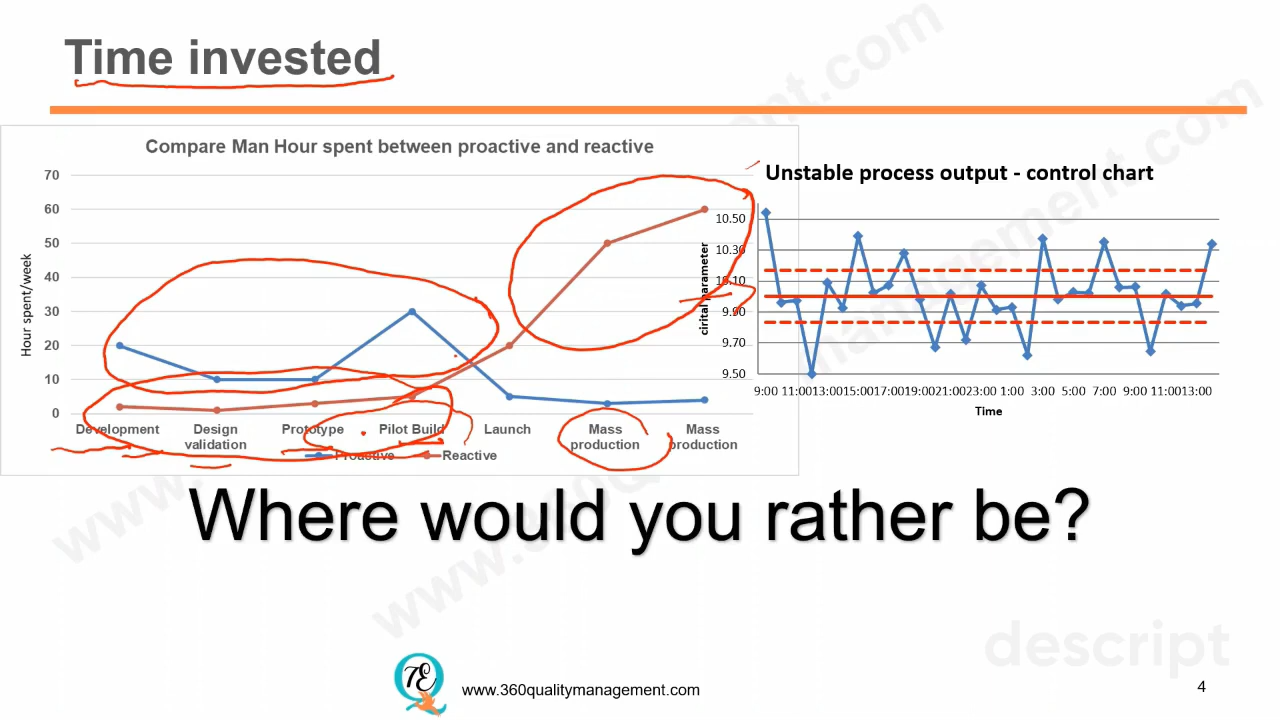 Time invested
Compare Man Hour spent between proactive and reactive
70
60
50
40
30
20
10
0
Hour spent/week
Development
Design
validation
Prototype
Pilot Build
Launch
Mass
production
Mass
production
Proactive
Reactive
Unstable process output - control chart
10.50
10.30
10.10
9.90
9.70
9.50
cirital parameter
9:00 11:00 13:00 15:00 17:00 19:00 21:00 23:00 1:00 3:00 5:00 7:00 9:00 11:00 13:00
Time
Where would you rather be?
descript
www.360qualitymanagement.com
4